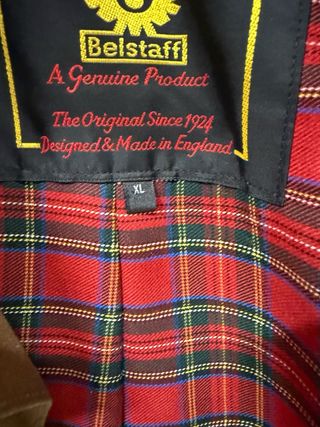 Belstaff
A Genuine Product
The Original Since 1924
Designed & Made in England
XL